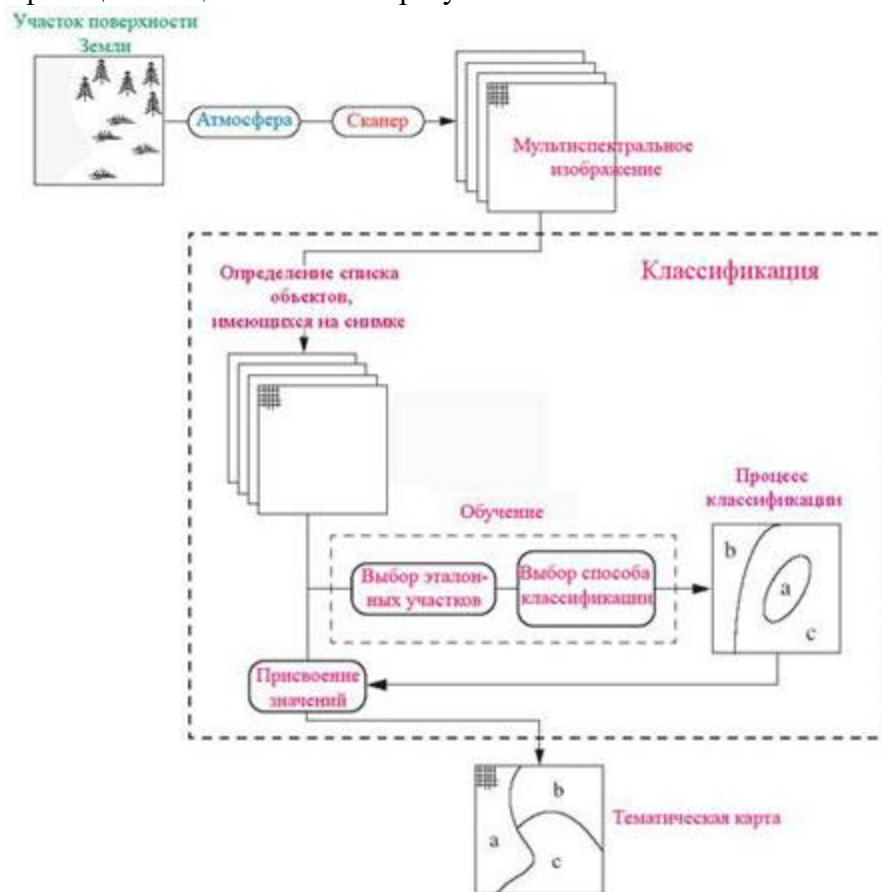 Участок поверхности
Земли
Атмосфера
Сканер
Мультиспектральное
изображение
Классификация
Определение списка
объектов,
имеющихся на снимке
Процесс
классификации
Обучение
Выбор эталон-
ных участков
Выбор способа
классификации
b
a
c
Присвоение
значений
b
a
c
Тематическая карта